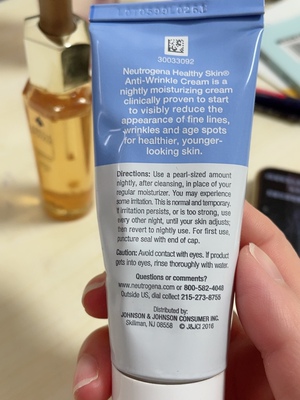 30033092
Neutrogena Healthy Skin®
Anti-Wrinkle Cream is a
nightly moisturizing cream
clinically proven to start
to visibly reduce the
appearance of fine lines,
wrinkles and age spots
for healthier, younger-
looking skin.
Directions: Use a pearl-sized amount
nightly, after cleansing, in place of your
regular moisturizer. You may experience
some irritation. This is normal and temporary.
If irritation persists, or is too strong, use
every other night, until your skin adjusts;
then revert to nightly use. For first use,
puncture seal with end of cap.
Caution: Avoid contact with eyes. If product
gets into eyes, rinse thoroughly with water.
Questions or comments?
www.neutrogena.com or 800-582-4048
Outside US, dial collect 215-273-8755
Distributed by:
JOHNSON & JOHNSON CONSUMER INC.
Skillman, NJ 08558 © J&JCI 2016